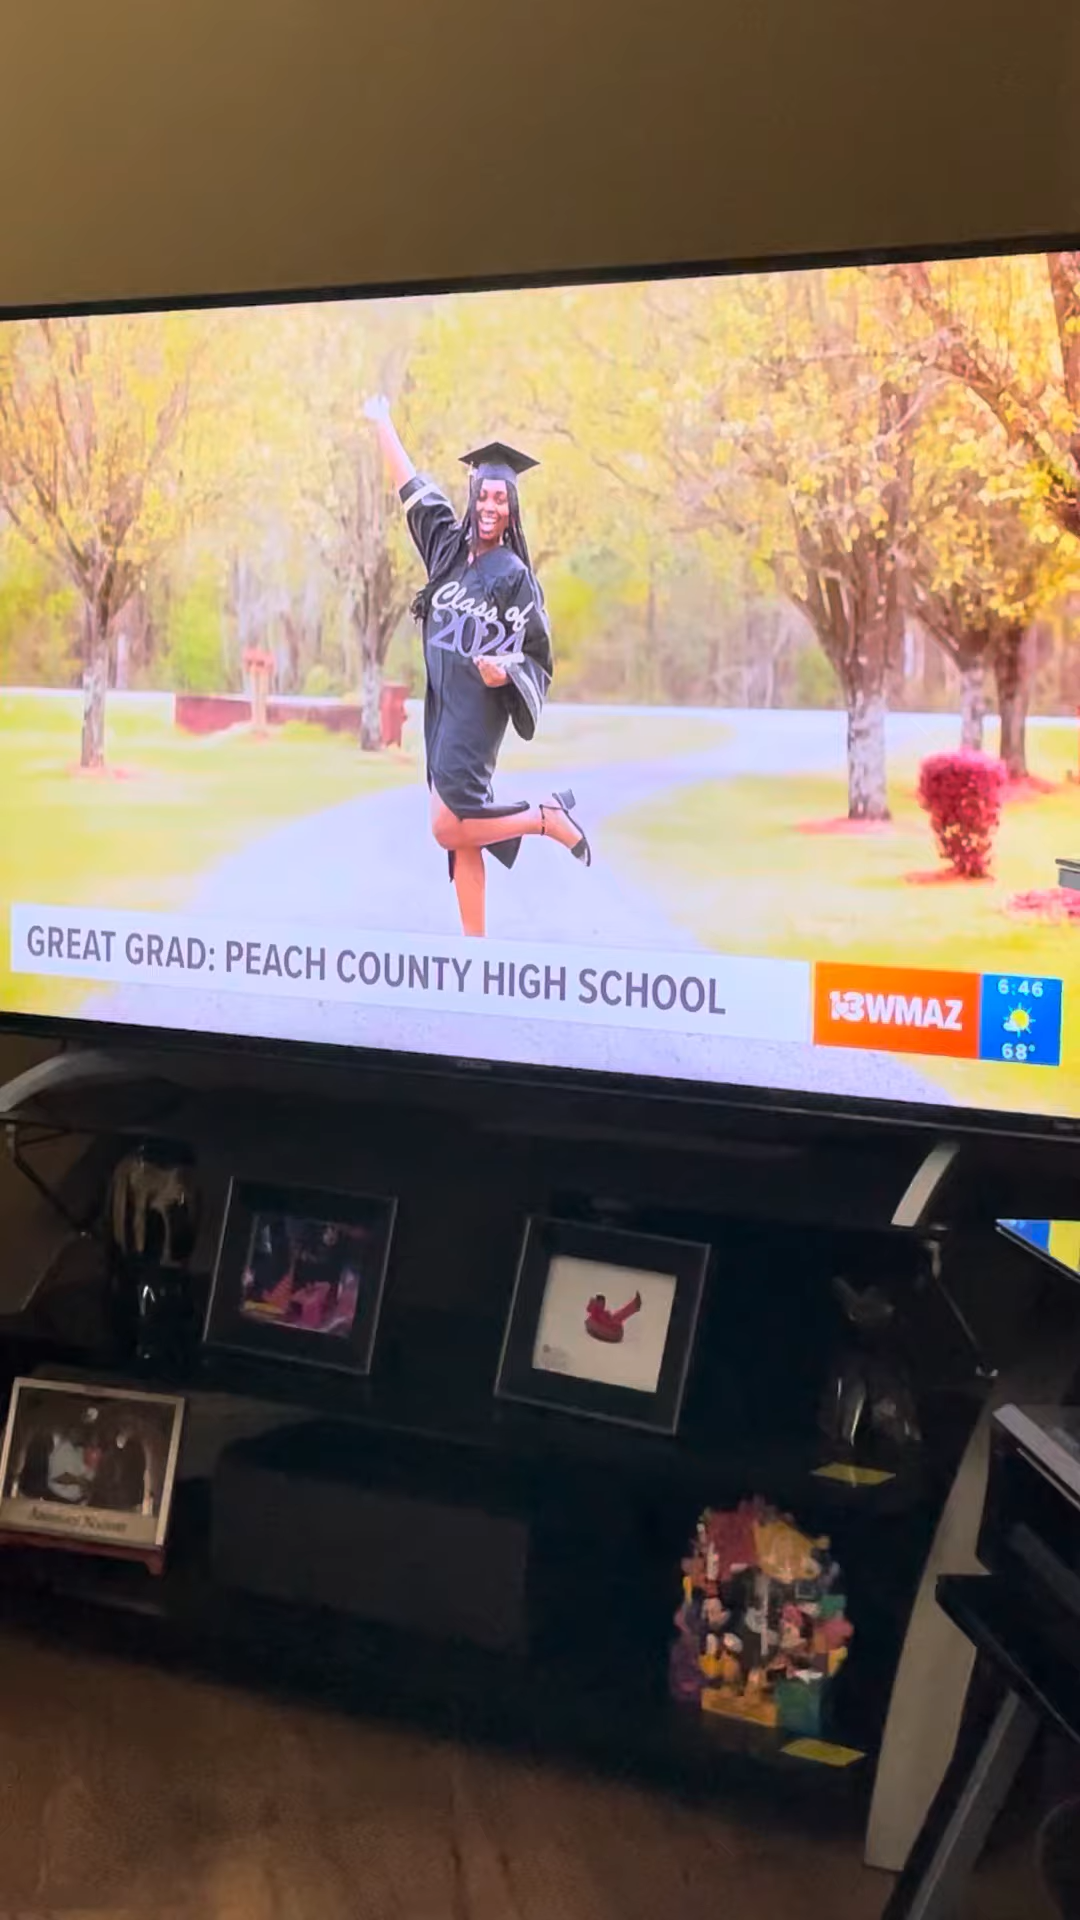 Class of
2024
GREAT GRAD: PEACH COUNTY HIGH SCHOOL
13WMAZ
6:46
68°